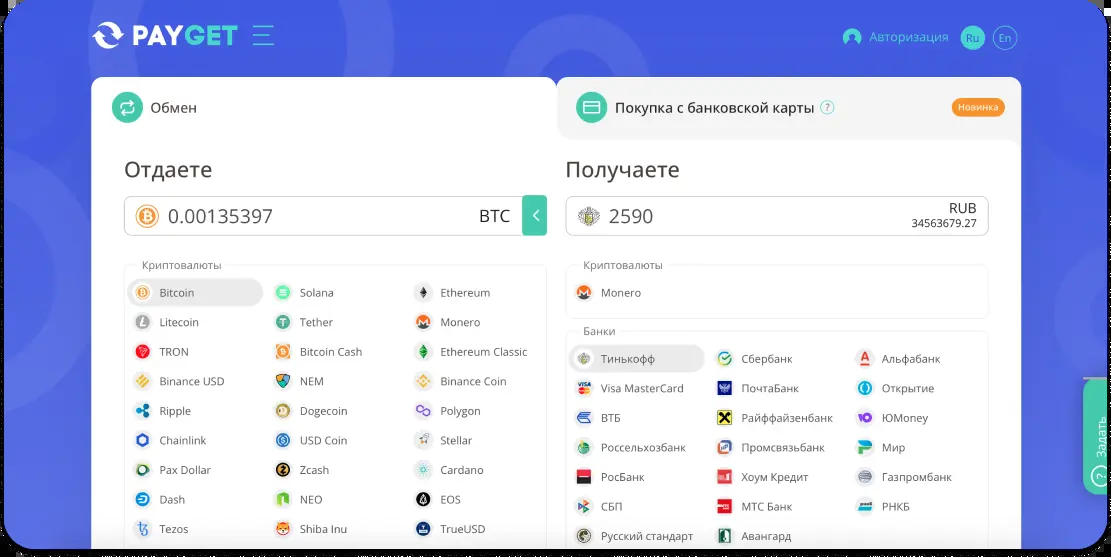 PAYGET
Авторизация
Ru
En
Обмен
Покупка с банковской карты ?
Новинка
Отдаете
0.00135397 BTC
Получаете
2590
RUB
34563679.27
Криптовалюты
Bitcoin Solana Ethereum
Litecoin Tether Monero
TRON Bitcoin Cash Ethereum Classic
Binance USD NEM Binance Coin
Ripple Dogecoin Polygon
Chainlink USD Coin Stellar
Pax Dollar Zcash Cardano
Dash NEO EOS
Tezos Shiba Inu TrueUSD
Криптовалюты
Monero
Банки
Тинькофф Сбербанк Альфабанк
Visa MasterCard ПочтаБанк Открытие
ВТБ Райффайзенбанк ЮMoney
Россельхозбанк Промсвязьбанк Мир
РосБанк Хоум Кредит Газпромбанк
СБП МТС Банк РНКБ
Русский стандарт Авангард
? Задать